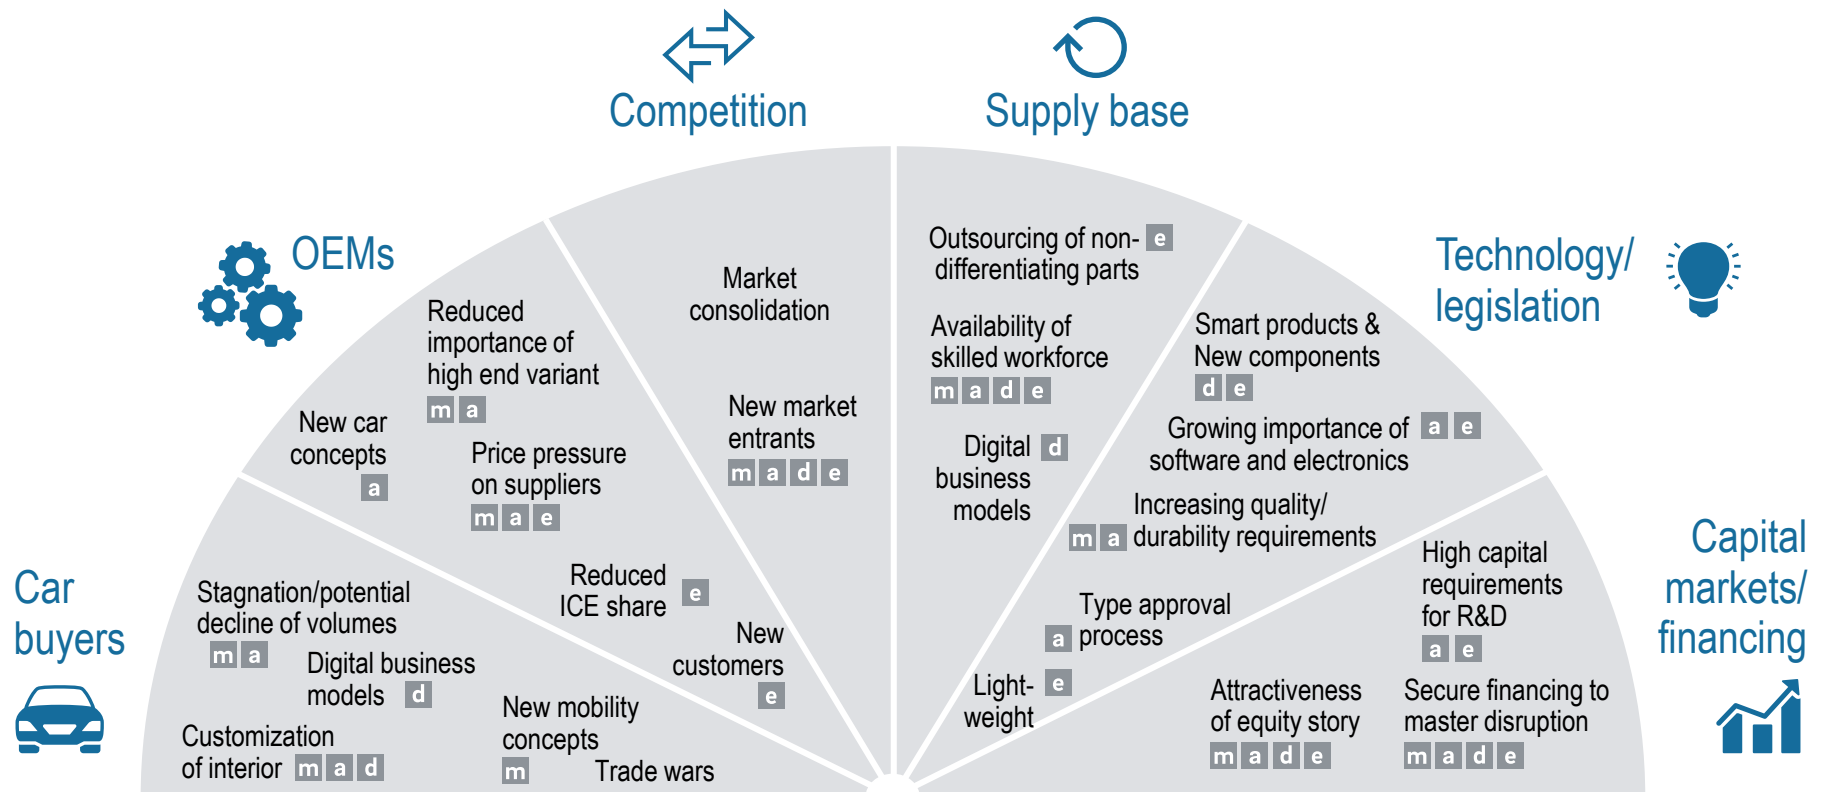 Competition
Supply base
OEMs
Technology/
legislation
Car
buyers
Capital
markets/
financing
Stagnation/potential
decline of volumes
m a
Digital business
models d
Customization
of interior m a d
New mobility
concepts
m
Trade wars
Reduced
importance of
high end variant
m a
New car
concepts
a
Price pressure
on suppliers
m a e
Reduced
ICE share e
New
customers
e
Market
consolidation
New market
entrants
m a d e
Outsourcing of non- e
differentiating parts
Availability of
skilled workforce
m a d e
Digital d
business
models
Smart products &
New components
d e
Growing importance of a e
software and electronics
Increasing quality/
m a durability requirements
Type approval
a process
Light- e
weight
High capital
requirements
for R&D
a e
Attractiveness
of equity story
m a d e
Secure financing to
master disruption
m a d e